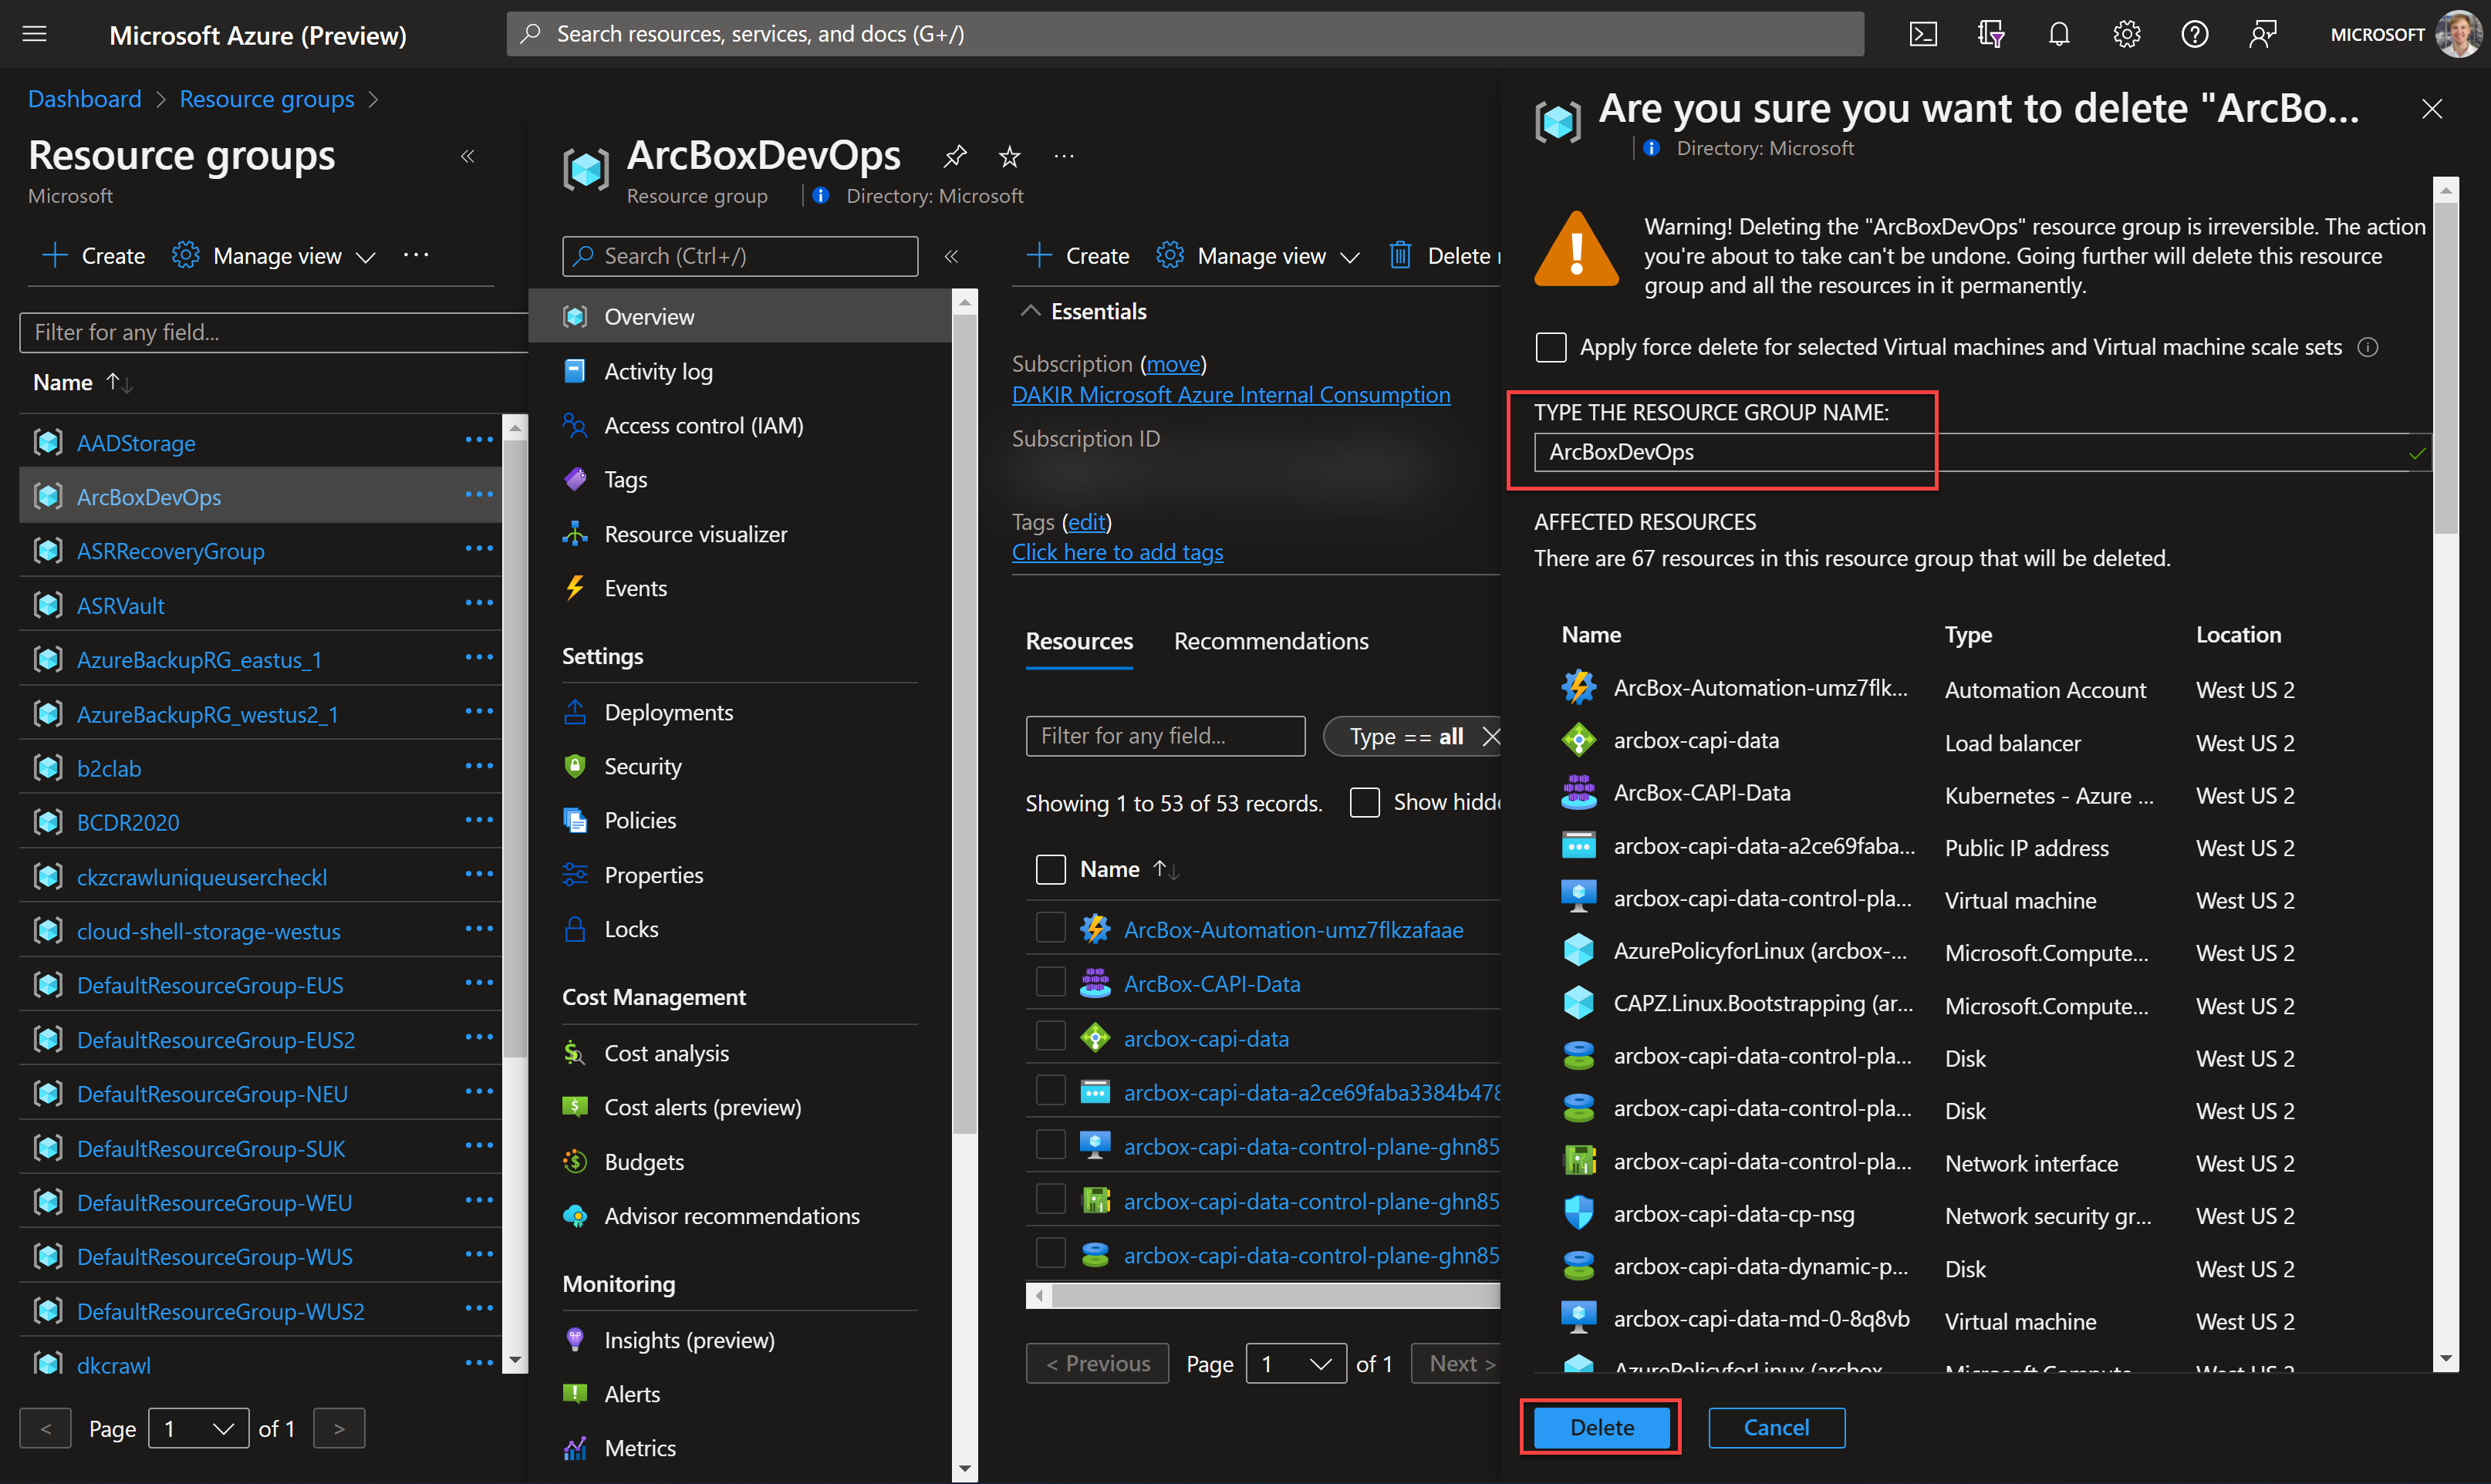 Microsoft Azure (Preview)
Search resources, services, and docs (G+/)
MICROSOFT
Dashboard > Resource groups >
Resource groups
Microsoft
Create
Manage view
Filter for any field...
Name
AADStorage
ArcBoxDevOps
ASRRecoveryGroup
ASRVault
AzureBackupRG_eastus_1
AzureBackupRG_westus2_1
b2clab
BCDR2020
ckzcrawluniqueusercheckl
cloud-shell-storage-westus
DefaultResourceGroup-EUS
DefaultResourceGroup-EUS2
DefaultResourceGroup-NEU
DefaultResourceGroup-SUK
DefaultResourceGroup-WEU
DefaultResourceGroup-WUS
DefaultResourceGroup-WUS2
dkcrawl
< Page 1 of 1 >
ArcBoxDevOps
Resource group
Directory: Microsoft
Search (Ctrl+/)
Overview
Activity log
Access control (IAM)
Tags
Resource visualizer
Events
Settings
Deployments
Security
Policies
Properties
Locks
Cost Management
Cost analysis
Cost alerts (preview)
Budgets
Advisor recommendations
Monitoring
Insights (preview)
Alerts
Metrics
Create
Manage view
Delete
Essentials
Subscription (move)
DAKIR Microsoft Azure Internal Consumption
Subscription ID
Tags (edit)
Click here to add tags
Resources
Recommendations
Filter for any field...
Type == all
Showing 1 to 53 of 53 records.
Show hidd
Name
ArcBox-Automation-umz7flkzafaae
ArcBox-CAPI-Data
arcbox-capi-data
arcbox-capi-data-a2ce69faba3384b478
arcbox-capi-data-control-plane-ghn85
arcbox-capi-data-control-plane-ghn85
arcbox-capi-data-control-plane-ghn85
< Previous Page 1 of 1 Next >
Are you sure you want to delete "ArcBo...
Directory: Microsoft
Warning! Deleting the "ArcBoxDevOps" resource group is irreversible. The action
you're about to take can't be undone. Going further will delete this resource
group and all the resources in it permanently.
Apply force delete for selected Virtual machines and Virtual machine scale sets
TYPE THE RESOURCE GROUP NAME:
ArcBoxDevOps
AFFECTED RESOURCES
There are 67 resources in this resource group that will be deleted.
Name Type Location
ArcBox-Automation-umz7flk... Automation Account West US 2
arcbox-capi-data Load balancer West US 2
ArcBox-CAPI-Data Kubernetes - Azure ... West US 2
arcbox-capi-data-a2ce69faba... Public IP address West US 2
arcbox-capi-data-control-pla... Virtual machine West US 2
AzurePolicyforLinux (arcbox-... Microsoft.Compute... West US 2
CAPZ.Linux.Bootstrapping (ar... Microsoft.Compute... West US 2
arcbox-capi-data-control-pla... Disk West US 2
arcbox-capi-data-control-pla... Disk West US 2
arcbox-capi-data-control-pla... Network interface West US 2
arcbox-capi-data-cp-nsg Network security gr... West US 2
arcbox-capi-data-dynamic-p... Disk West US 2
arcbox-capi-data-md-0-8q8vb Virtual machine West US 2
AzurePolicyforLinux (arcbox Microsoft.Compute West US 2
Delete
Cancel